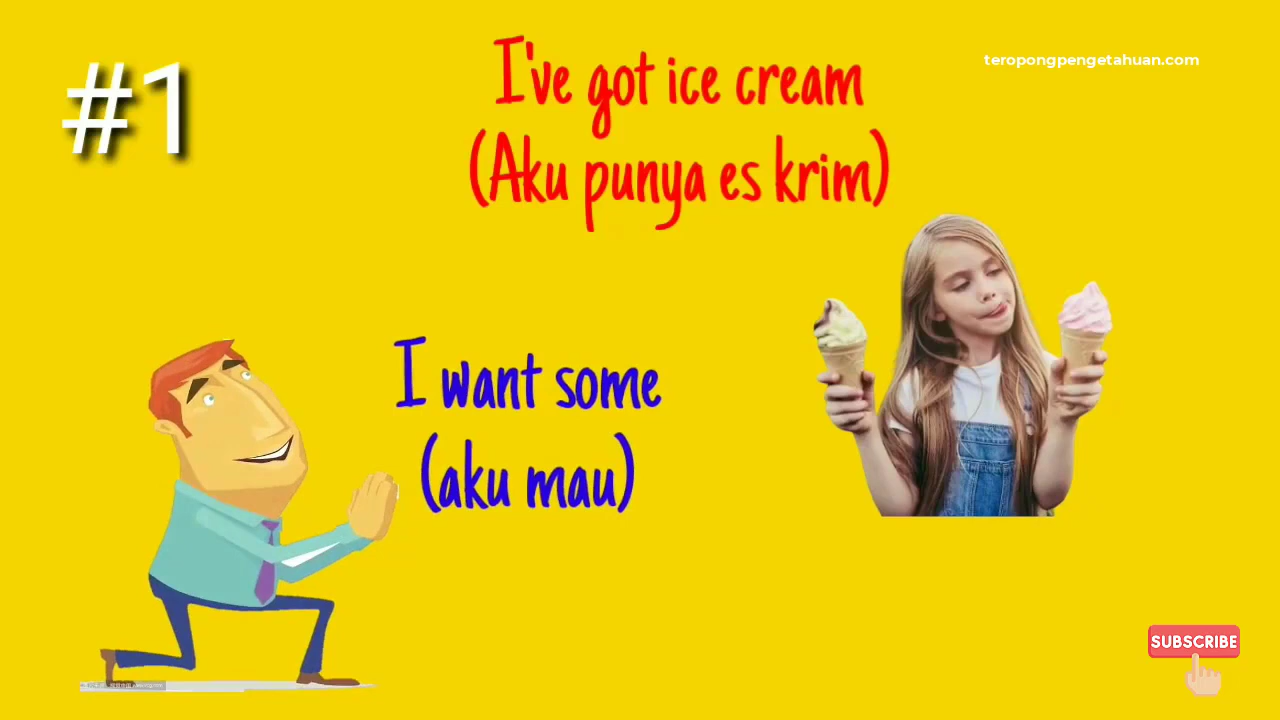 #1
I've got ice cream
(Aku punya es krim)
teropongpengetahuan.com
I want some
(aku mau)
SUBSCRIBE